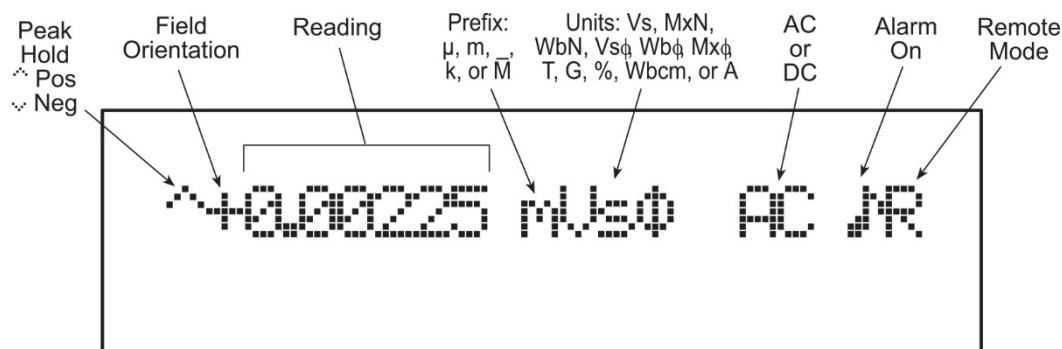 Peak
Hold
^ Pos
⌄ Neg
Field
Orientation
Reading
Prefix:
µ, m, _,
k, or M
Units: Vs, MxN,
WbN, Vsϕ, Wbϕ, Mxϕ,
T, G, %, Wbcm, or A
AC
or
DC
Alarm
On
Remote
Mode
^+0.00225 mVsϕ AC ♪R